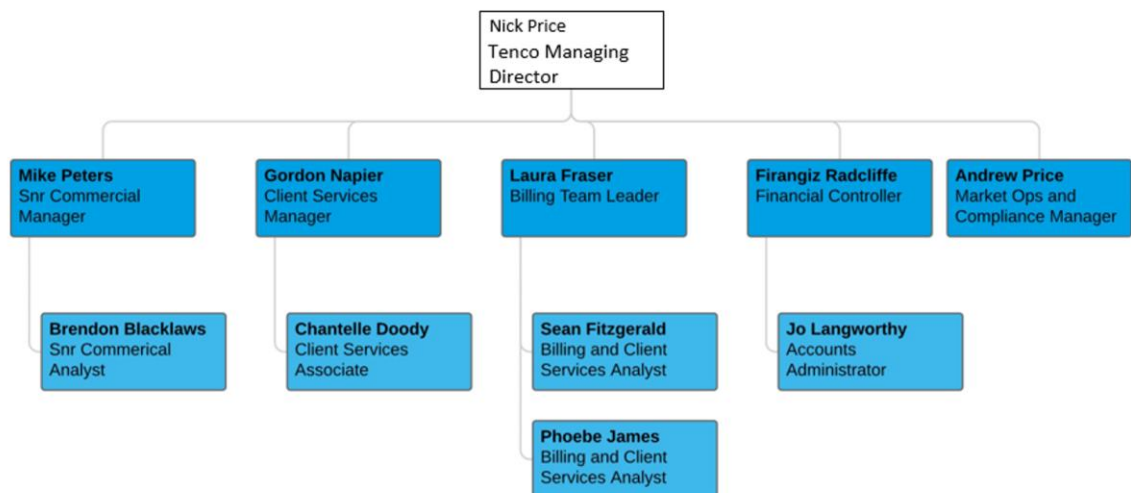 Nick Price
Tenco Managing
Director
Mike Peters
Snr Commercial
Manager
Gordon Napier
Client Services
Manager
Laura Fraser
Billing Team Leader
Firangiz Radcliffe
Financial Controller
Andrew Price
Market Ops and
Compliance Manager
Brendon Blacklaws
Snr Commerical
Analyst
Chantelle Doody
Client Services
Associate
Sean Fitzgerald
Billing and Client
Services Analyst
Jo Langworthy
Accounts
Administrator
Phoebe James
Billing and Client
Services Analyst